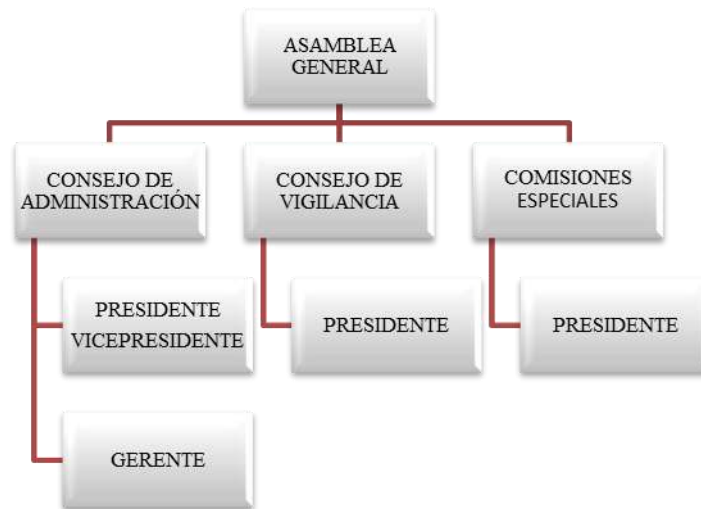 ASAMBLEA
GENERAL
CONSEJO DE
ADMINISTRACIÓN
CONSEJO DE
VIGILANCIA
COMISIONES
ESPECIALES
PRESIDENTE
VICEPRESIDENTE
PRESIDENTE
PRESIDENTE
GERENTE